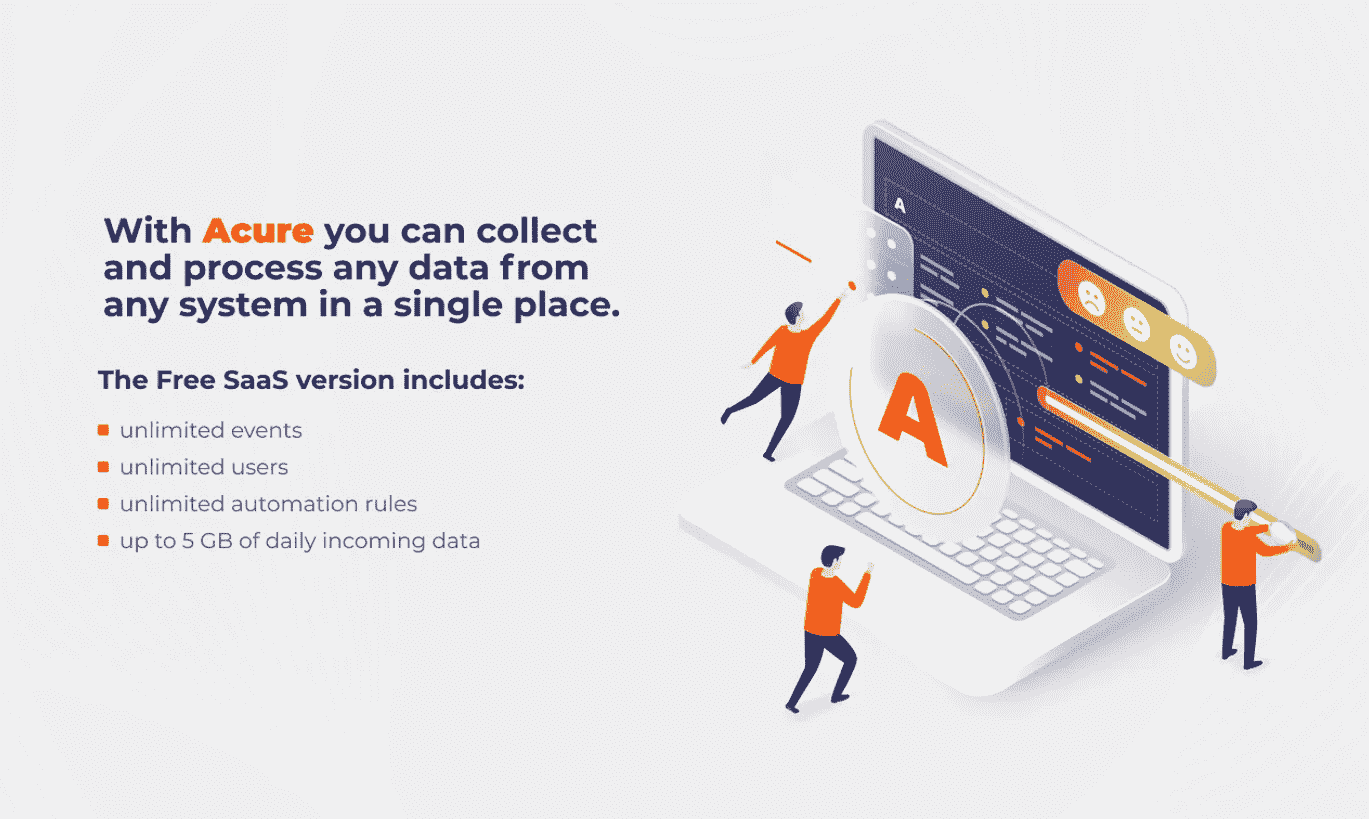 With Acure you can collect
and process any data from
any system in a single place.
The Free SaaS version includes:
unlimited events
unlimited users
unlimited automation rules
up to 5 GB of daily incoming data
A
A